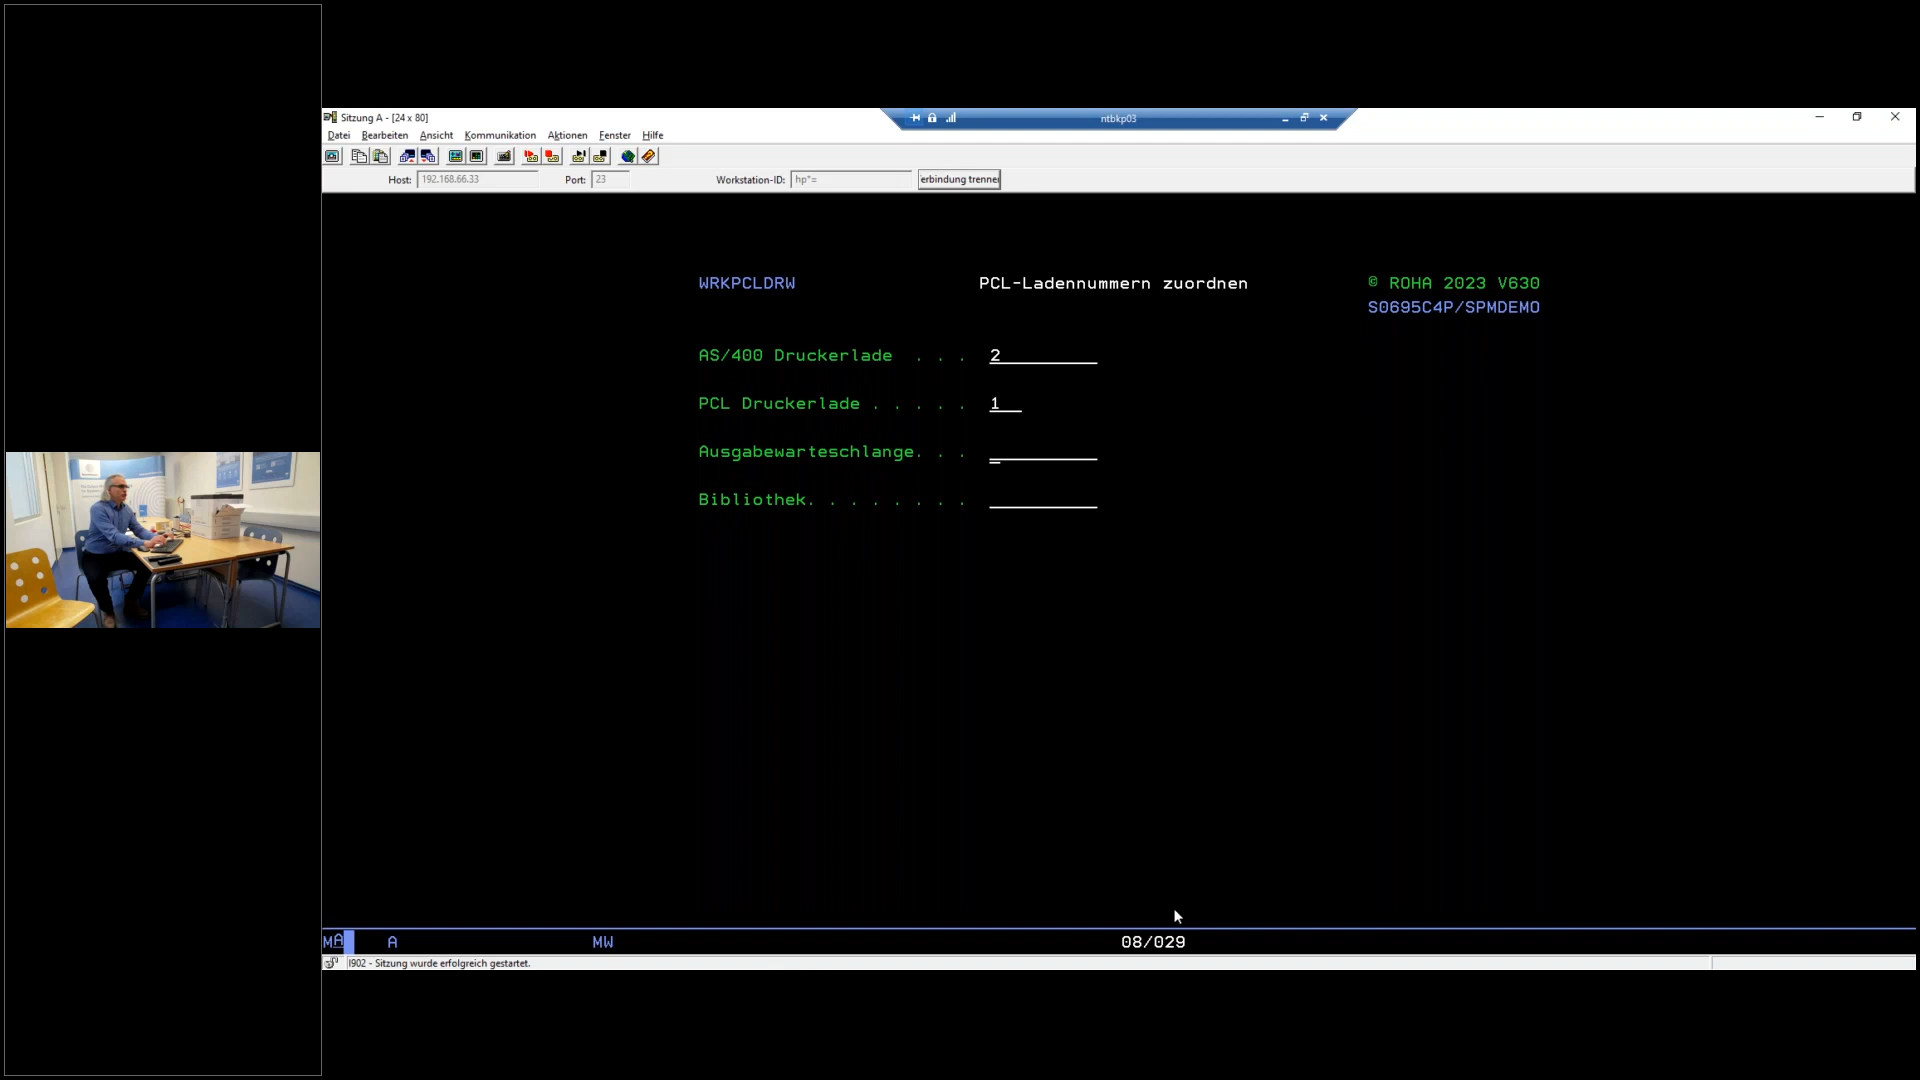 Sitzung A - [24 x 80]
ntbkp03
Datei Bearbeiten Ansicht Kommunikation Aktionen Fenster Hilfe
Host: 192.168.66.33 Port: 23 Workstation-ID: hp*= erbindung trennen
WRKPCLDRW PCL-Ladennummern zuordnen © ROHA 2023 V630
S0695C4P/SPMDEMO
AS/400 Druckerlade . . . 2
PCL Druckerlade . . . . . 1
Ausgabewarteschlange. . .
Bibliothek. . . . . . . .
MA A MW 08/029
I902 - Sitzung wurde erfolgreich gestartet.